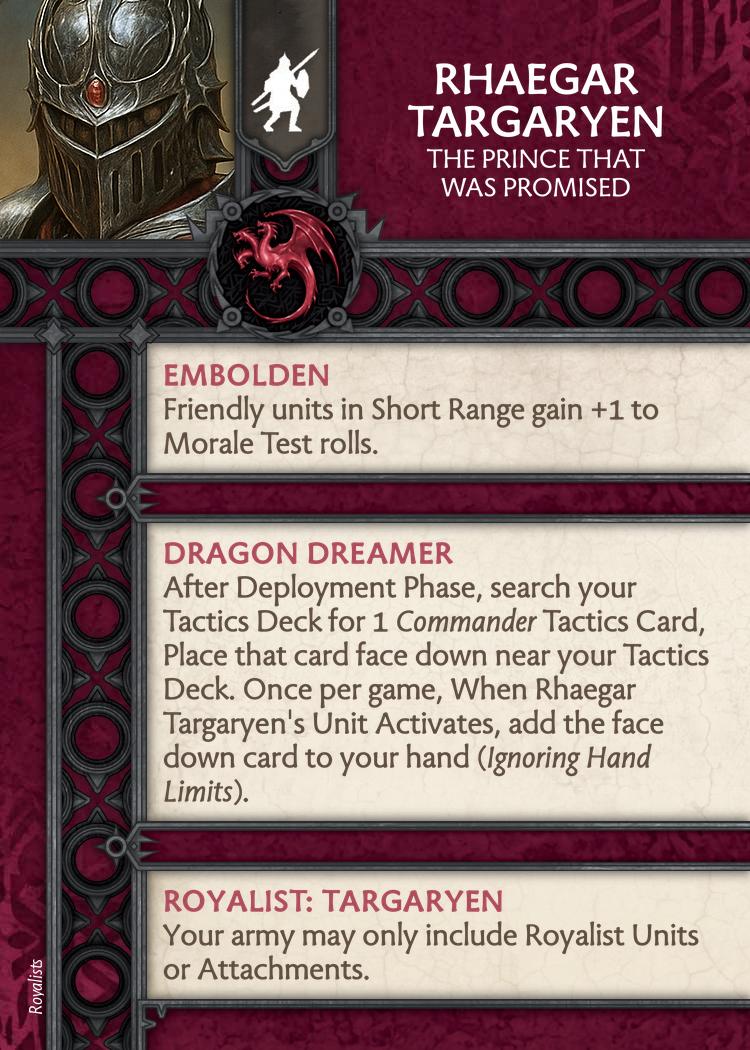 RHAEGAR
TARGARYEN
THE PRINCE THAT
WAS PROMISED
EMBOLDEN
Friendly units in Short Range gain +1 to
Morale Test rolls.
DRAGON DREAMER
After Deployment Phase, search your
Tactics Deck for 1 Commander Tactics Card,
Place that card face down near your Tactics
Deck. Once per game, When Rhaegar
Targaryen's Unit Activates, add the face
down card to your hand (Ignoring Hand
Limits).
ROYALIST: TARGARYEN
Your army may only include Royalist Units
or Attachments.
Royalists